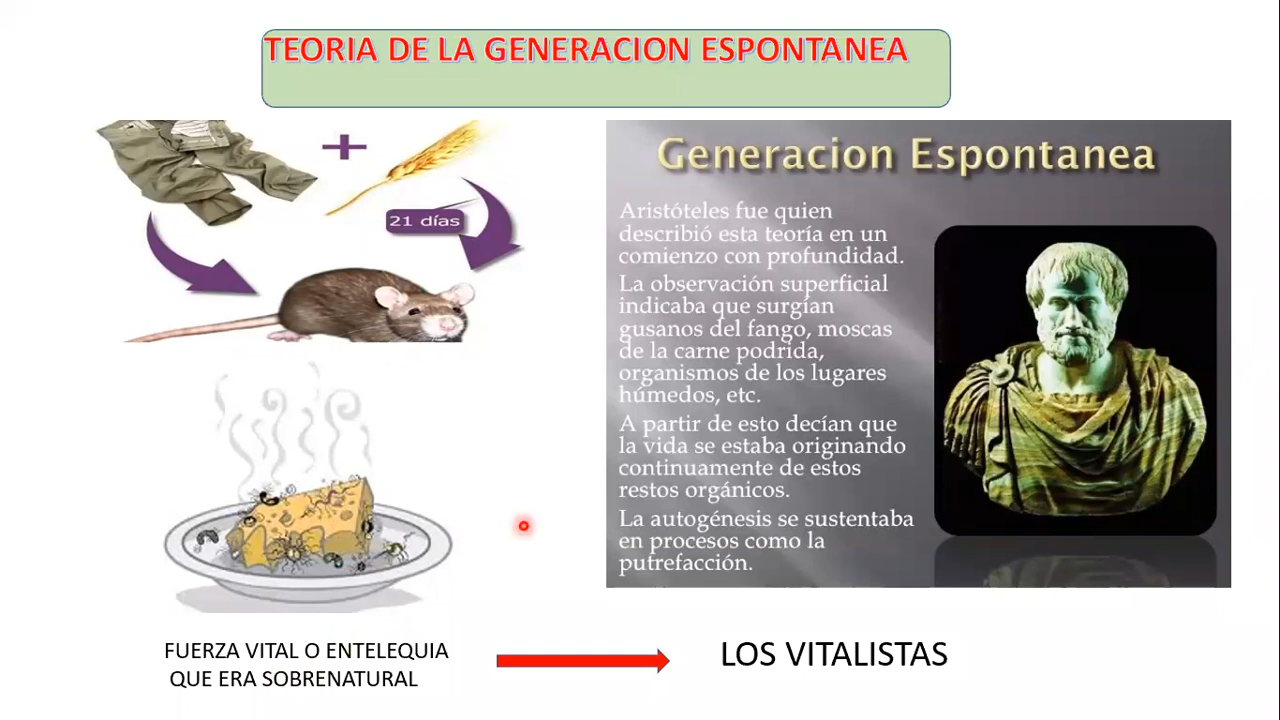 TEORIA DE LA GENERACION ESPONTANEA
21 días
Generacion Espontanea
Aristóteles fue quien
describió esta teoría en un
comienzo con profundidad.
La observación superficial
indicaba que surgían
gusanos del fango, moscas
de la carne podrida,
organismos de los lugares
húmedos, etc.
A partir de esto decían que
la vida se estaba originando
continuamente de estos
restos orgánicos.
La autogénesis se sustentaba
en procesos como la
putrefacción.
FUERZA VITAL O ENTELEQUIA
QUE ERA SOBRENATURAL
LOS VITALISTAS